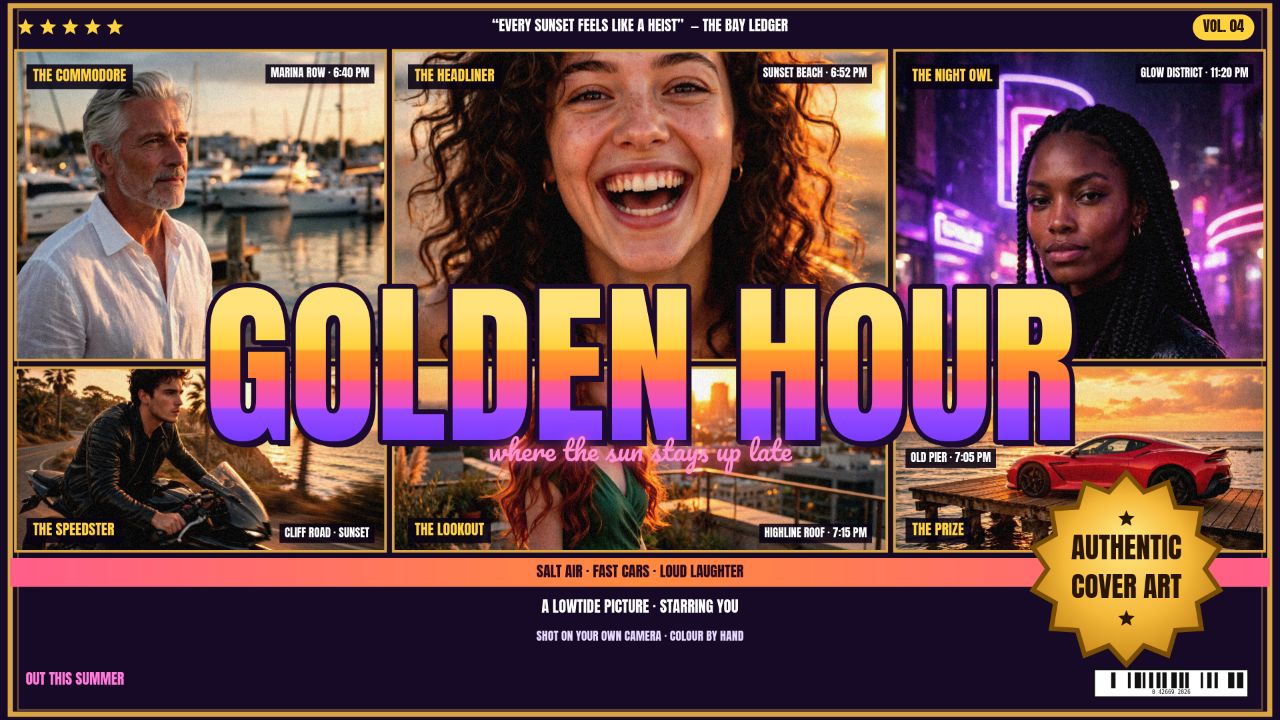 “EVERY SUNSET FEELS LIKE A HEIST” – THE BAY LEDGER
VOL. 04
THE COMMODORE
MARINA ROW · 6:40 PM
THE HEADLINER
SUNSET BEACH · 6:52 PM
THE NIGHT OWL
GLOW DISTRICT · 11:20 PM
GOLDEN HOUR
where the sun stays up late
THE SPEEDSTER
CLIFF ROAD · SUNSET
THE LOOKOUT
HIGHLINE ROOF · 7:15 PM
OLD PIER · 7:05 PM
THE PRIZE
AUTHENTIC
COVER ART
SALT AIR · FAST CARS · LOUD LAUGHTER
A LOWTIDE PICTURE · STARRING YOU
SHOT ON YOUR OWN CAMERA · COLOUR BY HAND
OUT THIS SUMMER
0 42669 2026